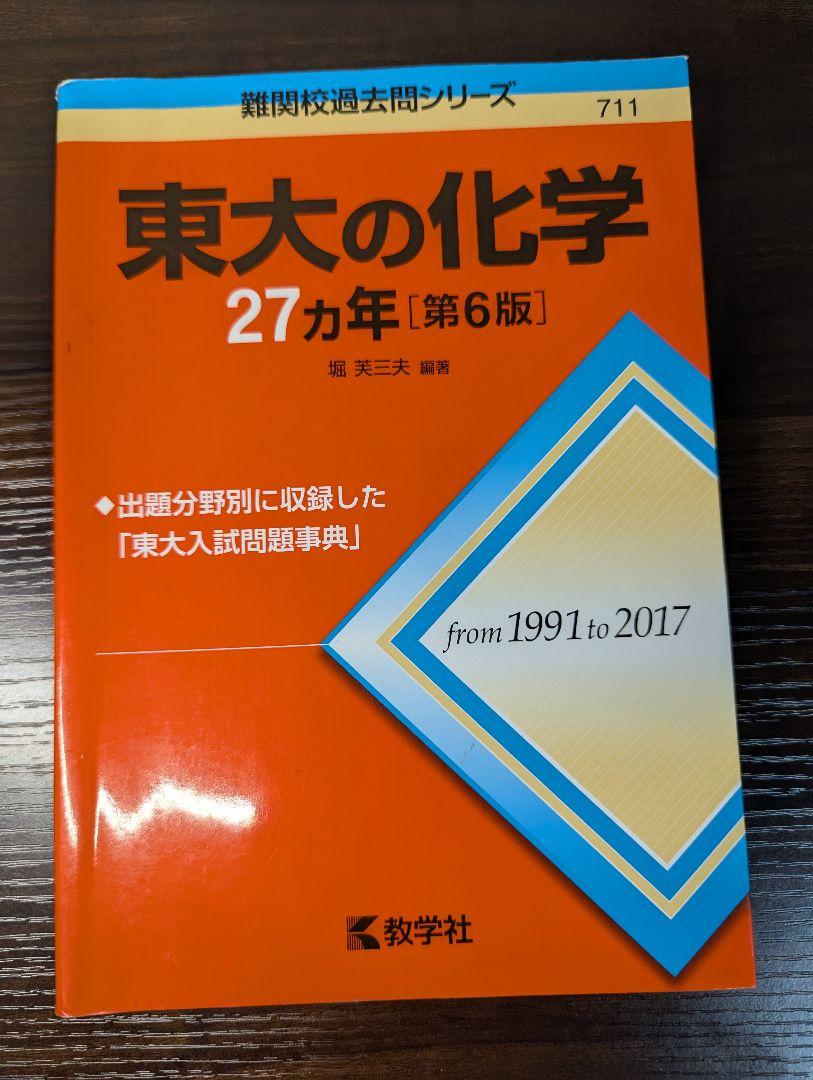 難関校過去問シリーズ
711
東大の化学
27カ年[第6版]
堀 芙三夫 編著
◆出題分野別に収録した
「東大入試問題事典」
from 1991 to 2017
教学社